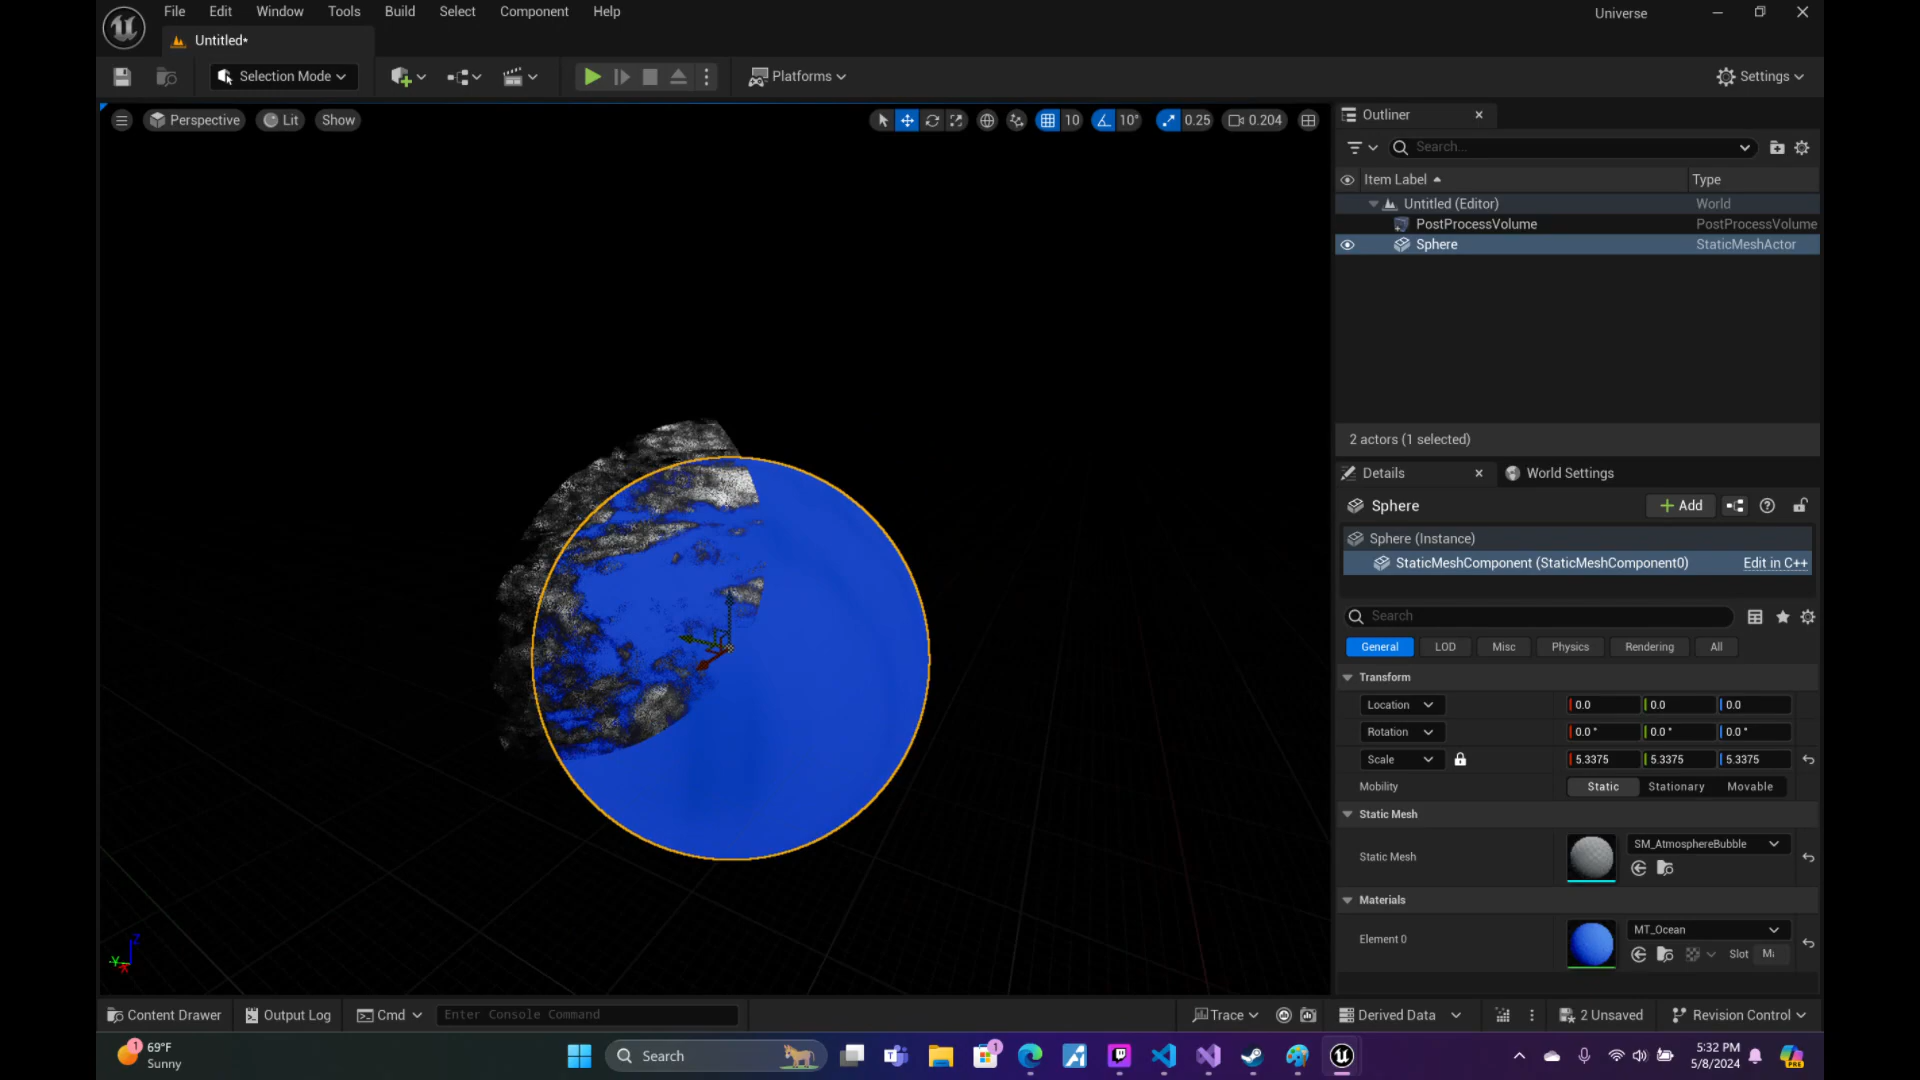 File Edit Window Tools Build Select Component Help
Universe
Untitled*
Selection Mode
Platforms
Settings
Perspective Lit Show
10 10° 0.25 0.204
Outliner
Search...
Item Label Type
Untitled (Editor) World
PostProcessVolume PostProcessVolume
Sphere StaticMeshActor
2 actors (1 selected)
Details World Settings
Sphere
Add
Sphere (Instance)
StaticMeshComponent (StaticMeshComponent0) Edit in C++
Search
General LOD Misc Physics Rendering All
Transform
Location 0.0 0.0 0.0
Rotation 0.0 ° 0.0 ° 0.0 °
Scale 5.3375 5.3375 5.3375
Mobility Static Stationary Movable
Static Mesh
Static Mesh SM_AtmosphereBubble
Materials
Element 0 MT_Ocean
Slot Ma
Z
Y X
Content Drawer Output Log Cmd Enter Console Command Trace Derived Data 2 Unsaved Revision Control
1 69°F
Sunny
Search
1
5:32 PM
5/8/2024
PRE